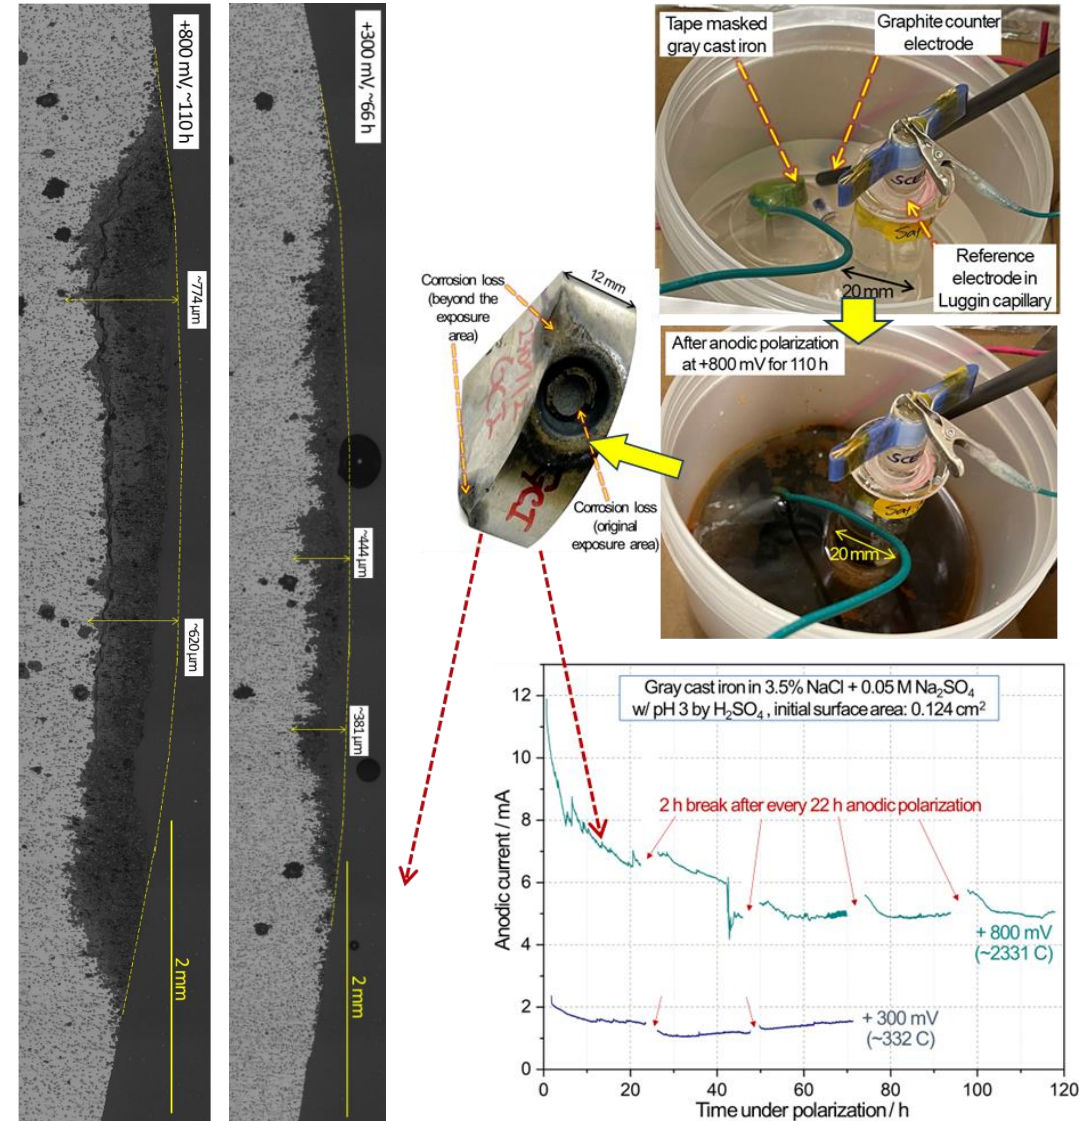 +800 mV, ~110 h
~774 µm
~620 µm
2 mm
+300 mV, ~66 h
~444 µm
~381 µm
2 mm
Tape masked
gray cast iron
Graphite counter
electrode
SCE
Sat
Reference
electrode in
Luggin capillary
20 mm
After anodic polarization
at +800 mV for 110 h
SCE
Sat
20 mm
Corrosion loss
(beyond the
exposure
area)
12 mm
GCI
Corrosion loss
(original
exposure area)
Gray cast iron in 3.5% NaCl + 0.05 M Na₂SO₄
w/ pH 3 by H₂SO₄ , initial surface area: 0.124 cm²
2 h break after every 22 h anodic polarization
+ 800 mV
(~2331 C)
+ 300 mV
(~332 C)
Anodic current / mA
12
10
8
6
4
2
0
0 20 40 60 80 100 120
Time under polarization / h